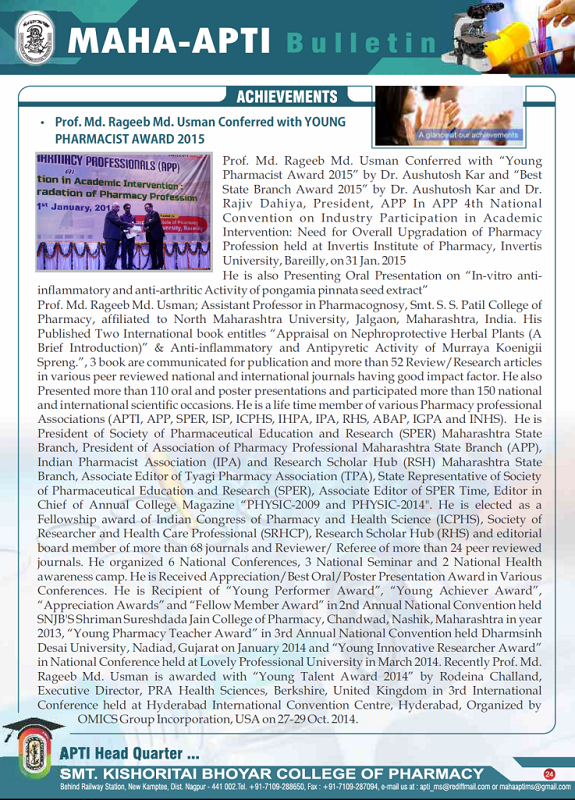 MAHA-APTI Bulletin
ACHIEVEMENTS
A glance at our achievements
• Prof. Md. Rageeb Md. Usman Conferred with YOUNG
PHARMACIST AWARD 2015
PHARMACY PROFESSIONALS (APP)
tion in Academic Intervention:
radation of Pharmacy Profession
1st January, 201
Prof. Md. Rageeb Md. Usman Conferred with “Young
Pharmacist Award 2015” by Dr. Aushutosh Kar and “Best
State Branch Award 2015” by Dr. Aushutosh Kar and Dr.
Rajiv Dahiya, President, APP In APP 4th National
Convention on Industry Participation in Academic
Intervention: Need for Overall Upgradation of Pharmacy
Profession held at Invertis Institute of Pharmacy, Invertis
University, Bareilly, on 31 Jan. 2015
He is also Presenting Oral Presentation on “In-vitro anti-
inflammatory and anti-arthritic Activity of pongamia pinnata seed extract”
Prof. Md. Rageeb Md. Usman; Assistant Professor in Pharmacognosy, Smt. S. S. Patil College of
Pharmacy, affiliated to North Maharashtra University, Jalgaon, Maharashtra, India. His
Published Two International book entitles “Appraisal on Nephroprotective Herbal Plants (A
Brief Introduction)” & Anti-inflammatory and Antipyretic Activity of Murraya Koenigii
Spreng.”, 3 book are communicated for publication and more than 52 Review/Research articles
in various peer reviewed national and international journals having good impact factor. He also
Presented more than 110 oral and poster presentations and participated more than 150 national
and international scientific occasions. He is a life time member of various Pharmacy professional
Associations (APTI, APP, SPER, ISP, ICPHS, IHPA, IPA, RHS, ABAP, IGPA and INHS). He is
President of Society of Pharmaceutical Education and Research (SPER) Maharashtra State
Branch, President of Association of Pharmacy Professional Maharashtra State Branch (APP),
Indian Pharmacist Association (IPA) and Research Scholar Hub (RSH) Maharashtra State
Branch, Associate Editor of Tyagi Pharmacy Association (TPA), State Representative of Society
of Pharmaceutical Education and Research (SPER), Associate Editor of SPER Time, Editor in
Chief of Annual College Magazine “PHYSIC-2009 and PHYSIC-2014". He is elected as a
Fellowship award of Indian Congress of Pharmacy and Health Science (ICPHS), Society of
Researcher and Health Care Professional (SRHCP), Research Scholar Hub (RHS) and editorial
board member of more than 68 journals and Reviewer/ Referee of more than 24 peer reviewed
journals. He organized 6 National Conferences, 3 National Seminar and 2 National Health
awareness camp. He is Received Appreciation/Best Oral/Poster Presentation Award in Various
Conferences. He is Recipient of “Young Performer Award”, “Young Achiever Award”,
“Appreciation Awards” and “Fellow Member Award” in 2nd Annual National Convention held
SNJB'S Shriman Sureshdada Jain College of Pharmacy, Chandwad, Nashik, Maharashtra in year
2013, “Young Pharmacy Teacher Award” in 3rd Annual National Convention held Dharmsinh
Desai University, Nadiad, Gujarat on January 2014 and “Young Innovative Researcher Award”
in National Conference held at Lovely Professional University in March 2014. Recently Prof. Md.
Rageeb Md. Usman is awarded with “Young Talent Award 2014” by Rodeina Challand,
Executive Director, PRA Health Sciences, Berkshire, United Kingdom in 3rd International
Conference held at Hyderabad International Convention Centre, Hyderabad, Organized by
OMICS Group Incorporation, USA on 27-29 Oct. 2014.
APTI Head Quarter ...
SMT. KISHORITAI BHOYAR COLLEGE OF PHARMACY
24
Behind Railway Station, New Kamptee, Dist. Nagpur - 441 002.Tel. +91-7109-288650, Fax : +91-7109-287094, e-mail us at : apti_ms@rediffmail.com or mahaaptims@gmail.com